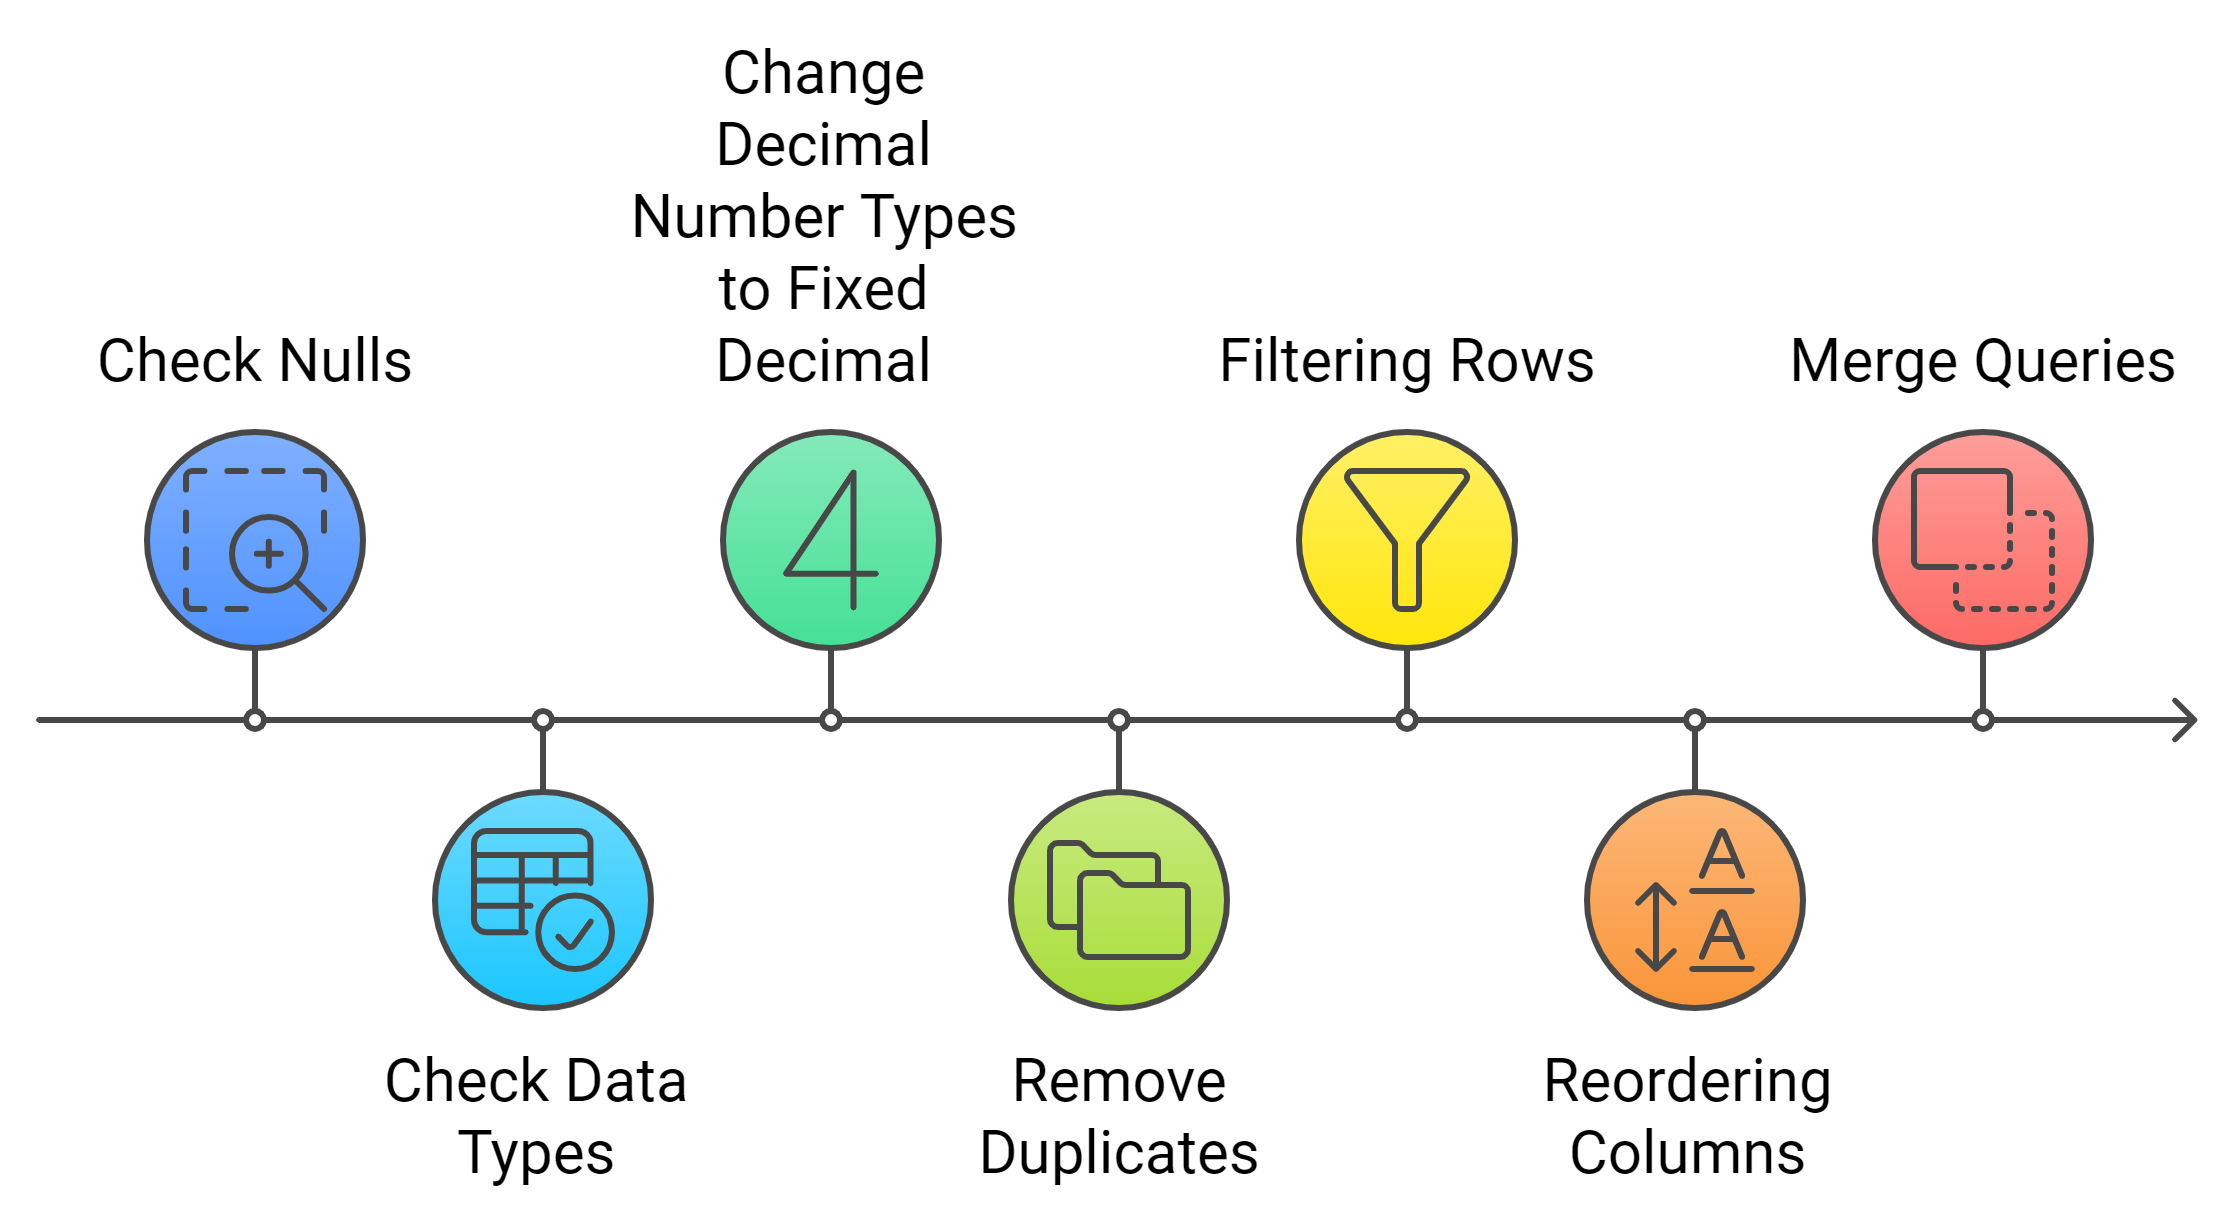 Check Nulls
Check Data
Types
Change
Decimal
Number Types
to Fixed
Decimal
4
Remove
Duplicates
Filtering Rows
Reordering
Columns
A
A
Merge Queries